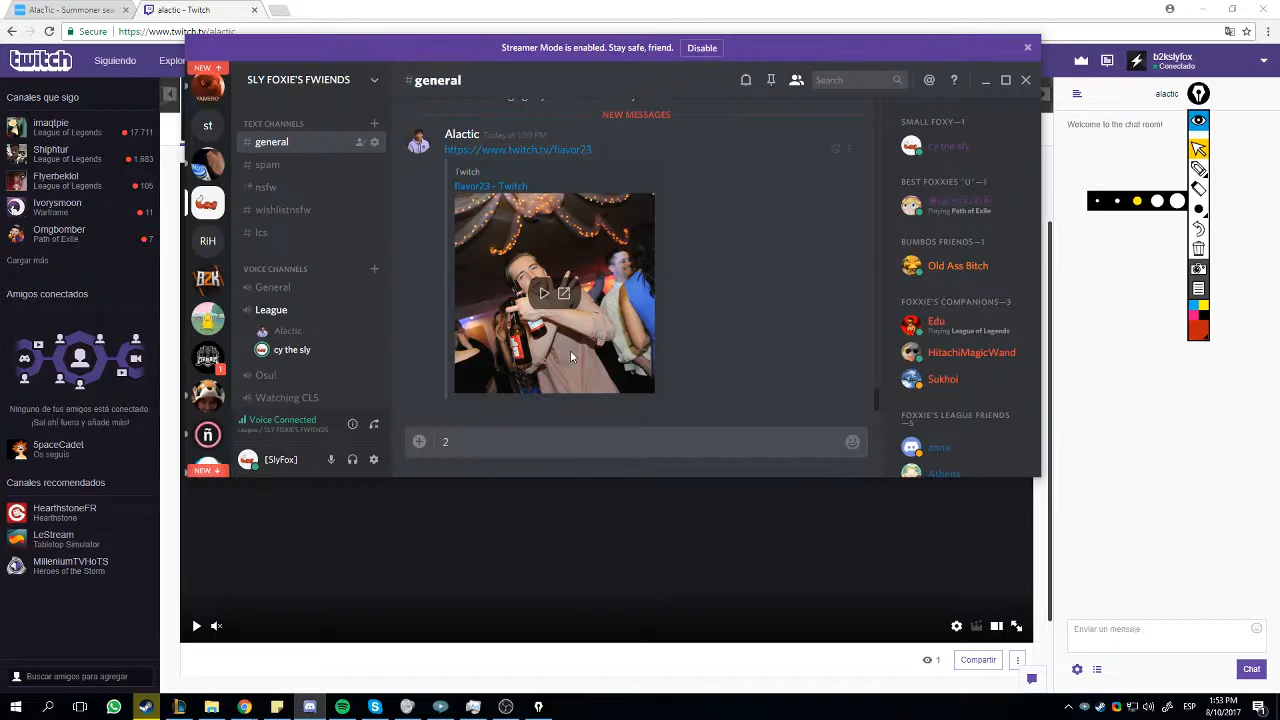 AlacTic - Summoner sea
alactic - Twitch
Secure
https://www.twitch.tv/alactic
twitch
Siguiendo
Explor
b2kslyfox
Conectado
Streamer Mode is enabled. Stay safe, friend.
Disable
Canales que sigo
imaqtpie
League of Legends
17 711
Shiphtur
League of Legends
1.683
Flyerbeklol
League of Legends
105
Ivorysmoon
Warframe
11
Omgbomber
Path of Exile
7
Cargar más
Amigos conectados
Ninguno de tus amigos está conectado.
¡Sal ahí fuera y añade más!
5paceCadet
Os seguís
Canales recomendados
HearthstoneFR
Hearthstone
LeStream
Tabletop Simulator
MilleniumTVHoTS
Heroes of the Storm
Buscar amigos para agregar
NEW
YAMERO
st
RiH
B2K
1
ñ
NEW
SLY FOXIE'S FWIENDS
TEXT CHANNELS
general
spam
nsfw
wishlistnsfw
lcs
VOICE CHANNELS
General
League
Alactic
cy the sly
Osu!
Watching CLS
Voice Connected
League / SLY FOXIE'S FWIENDS
[SlyFox]
#general
Search
NEW MESSAGES
Alactic Today at 1:50 PM
https://www.twitch.tv/flavor23
Twitch
flavor23 - Twitch
2
SMALL FOXY—1
cy the sly
BEST FOXXIES "U"—1
Playing Path of Exile
BUMBOS FRIENDS—1
Old Ass Bitch
FOXXIE'S COMPANIONS—3
Edu
Playing League of Legends
HitachiMagicWand
Sukhoi
FOXXIE'S LEAGUE FRIENDS
—5
anna
Athena
alactic
Welcome to the chat room!
1
Compartir
Enviar un mensaje
Chat
ESP
1:53 PM
8/10/2017